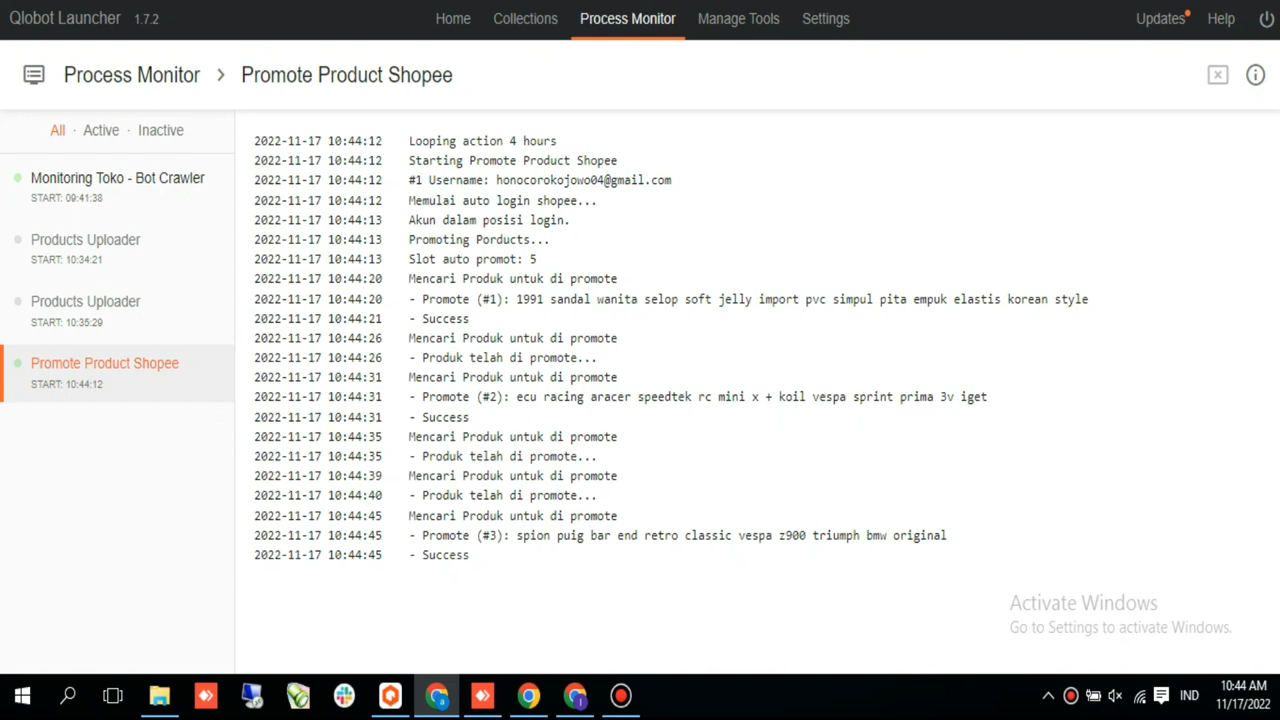 Qlobot Launcher 1.7.2 Home Collections Process Monitor Manage Tools Settings Updates Help
Process Monitor > Promote Product Shopee
All · Active · Inactive
Monitoring Toko - Bot Crawler
START: 09:41:38
Products Uploader
START: 10:34:21
Products Uploader
START: 10:35:29
Promote Product Shopee
START: 10:44:12
2022-11-17 10:44:12 Looping action 4 hours
2022-11-17 10:44:12 Starting Promote Product Shopee
2022-11-17 10:44:12 #1 Username: honocorokojowo04@gmail.com
2022-11-17 10:44:12 Memulai auto login shopee...
2022-11-17 10:44:13 Akun dalam posisi login.
2022-11-17 10:44:13 Promoting Porducts...
2022-11-17 10:44:13 Slot auto promot: 5
2022-11-17 10:44:20 Mencari Produk untuk di promote
2022-11-17 10:44:20 - Promote (#1): 1991 sandal wanita selop soft jelly import pvc simpul pita empuk elastis korean style
2022-11-17 10:44:21 - Success
2022-11-17 10:44:26 Mencari Produk untuk di promote
2022-11-17 10:44:26 - Produk telah di promote...
2022-11-17 10:44:31 Mencari Produk untuk di promote
2022-11-17 10:44:31 - Promote (#2): ecu racing aracer speedtek rc mini x + koil vespa sprint prima 3v iget
2022-11-17 10:44:31 - Success
2022-11-17 10:44:35 Mencari Produk untuk di promote
2022-11-17 10:44:35 - Produk telah di promote...
2022-11-17 10:44:39 Mencari Produk untuk di promote
2022-11-17 10:44:40 - Produk telah di promote...
2022-11-17 10:44:45 Mencari Produk untuk di promote
2022-11-17 10:44:45 - Promote (#3): spion puig bar end retro classic vespa z900 triumph bmw original
2022-11-17 10:44:45 - Success
Activate Windows
Go to Settings to activate Windows.
IND
10:44 AM
11/17/2022